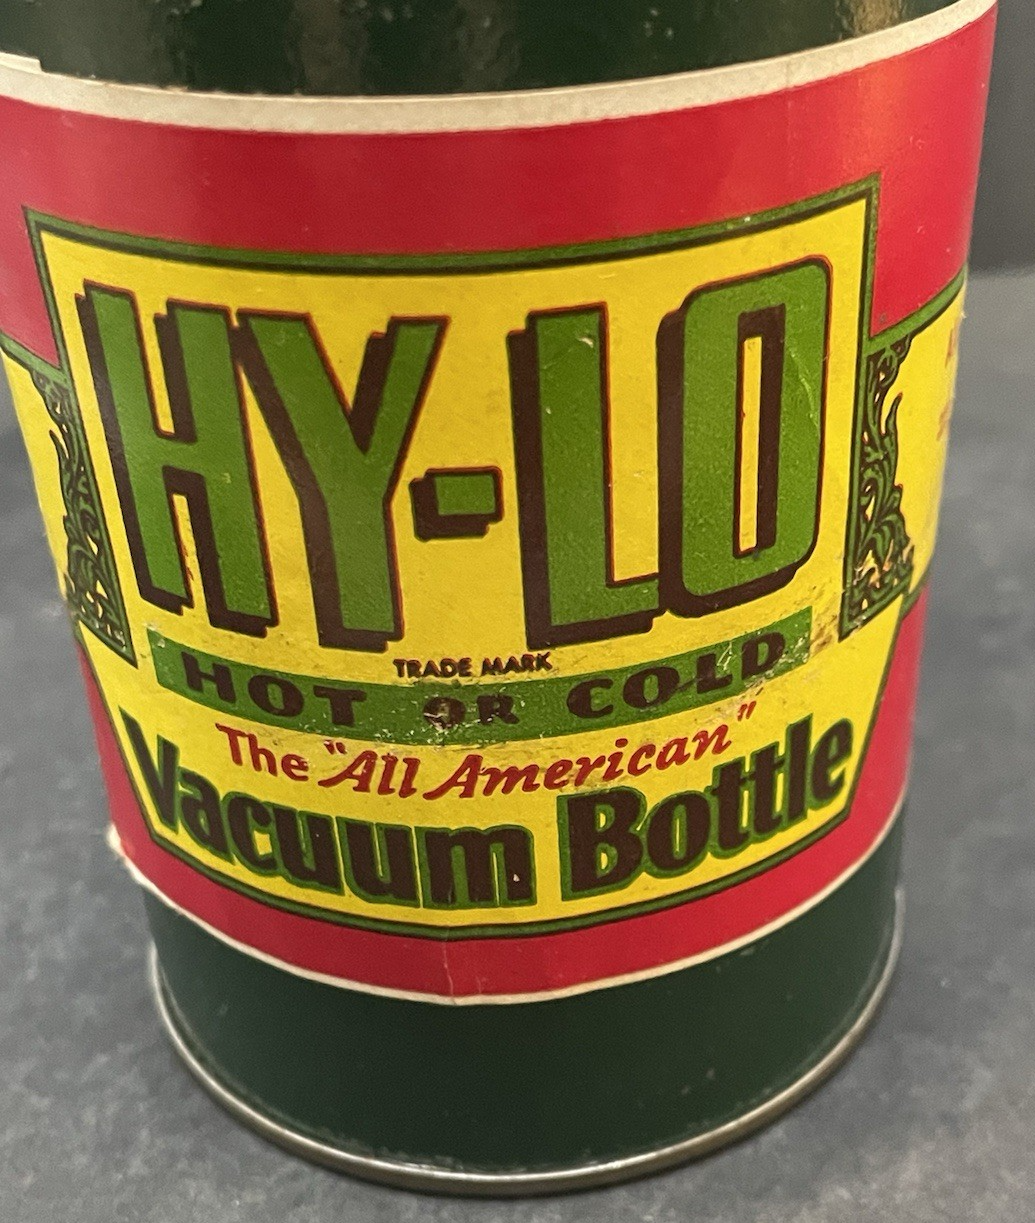 HY-LO
TRADE MARK
HOT OR COLD
The "All American"
Vacuum Bottle